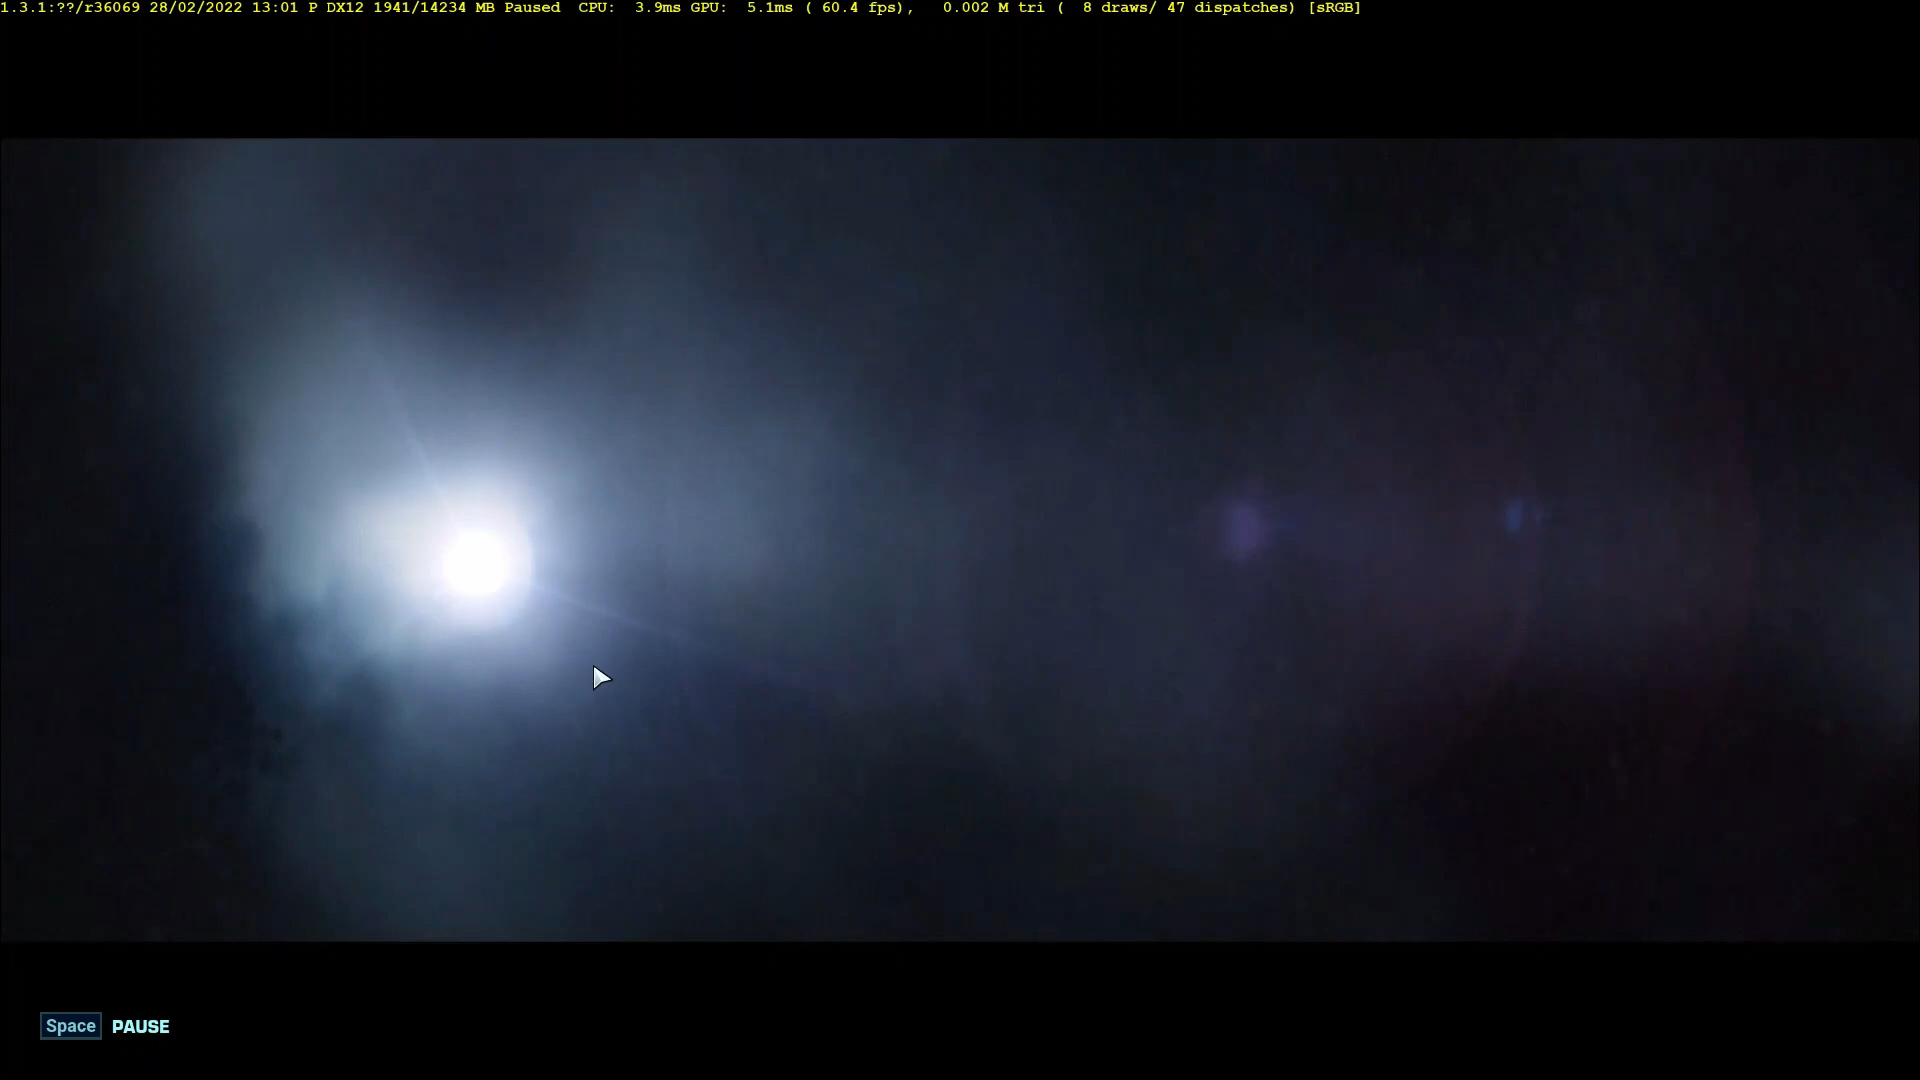 1.3.1:??/r36069 28/02/2022 13:01 P DX12 1941/14234 MB Paused  CPU:  3.9ms GPU:  5.1ms ( 60.4 fps),   0.002 M tri (  8 draws/ 47 dispatches) [sRGB]
Space PAUSE